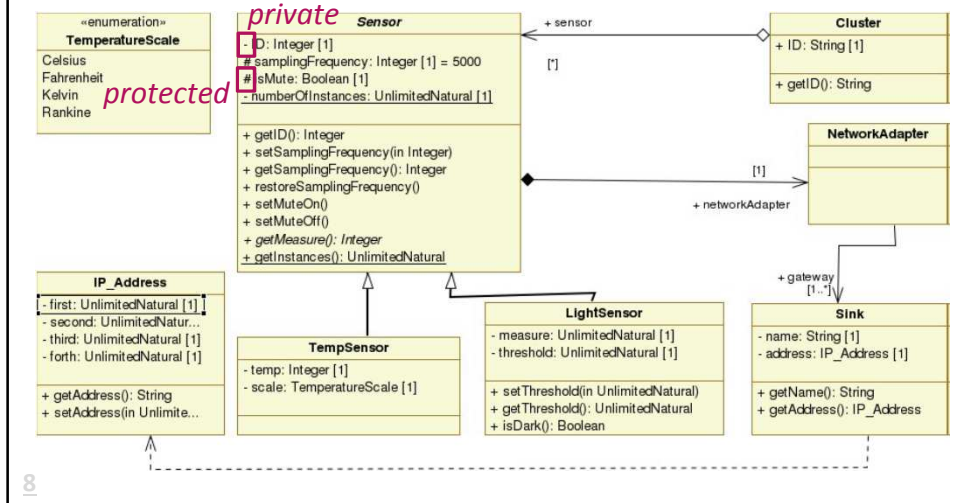 private
protected
«enumeration»
TemperatureScale
Celsius
Fahrenheit
Kelvin
Rankine
Sensor
- ID: Integer [1]
# samplingFrequency: Integer [1] = 5000
# isMute: Boolean [1]
- numberOfInstances: UnlimitedNatural [1]
+ getID(): Integer
+ setSamplingFrequency(in Integer)
+ getSamplingFrequency(): Integer
+ restoreSamplingFrequency()
+ setMuteOn()
+ setMuteOff()
+ getMeasure(): Integer
+ getInstances(): UnlimitedNatural
+ sensor
[*]
Cluster
+ ID: String [1]
+ getID(): String
NetworkAdapter
[1]
+ networkAdapter
+ gateway
[1..*]
IP_Address
- first: UnlimitedNatural [1]
- second: UnlimitedNatur...
- third: UnlimitedNatural [1]
- forth: UnlimitedNatural [1]
+ getAddress(): String
+ setAddress(in Unlimite...
TempSensor
- temp: Integer [1]
- scale: TemperatureScale [1]
LightSensor
- measure: UnlimitedNatural [1]
- threshold: UnlimitedNatural [1]
+ setThreshold(in UnlimitedNatural)
+ getThreshold(): UnlimitedNatural
+ isDark(): Boolean
Sink
- name: String [1]
- address: IP_Address [1]
+ getName(): String
+ getAddress(): IP_Address
8